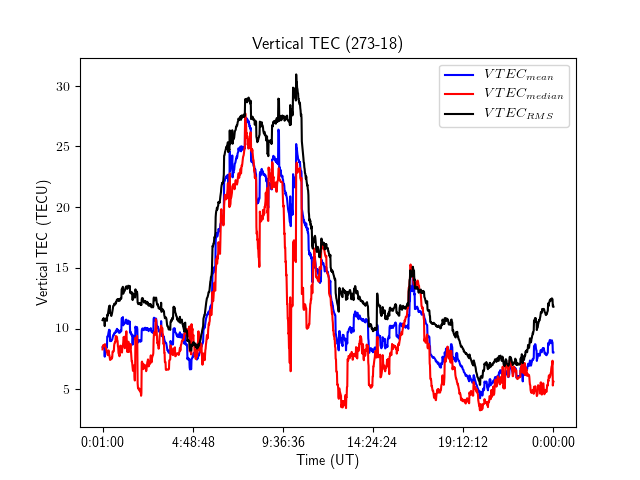 Vertical TEC (273-18)
VTEC_mean
VTEC_median
VTEC_RMS
Vertical TEC (TECU)
30
25
20
15
10
5
0:01:00 4:48:48 9:36:36 14:24:24 19:12:12 0:00:00
Time (UT)